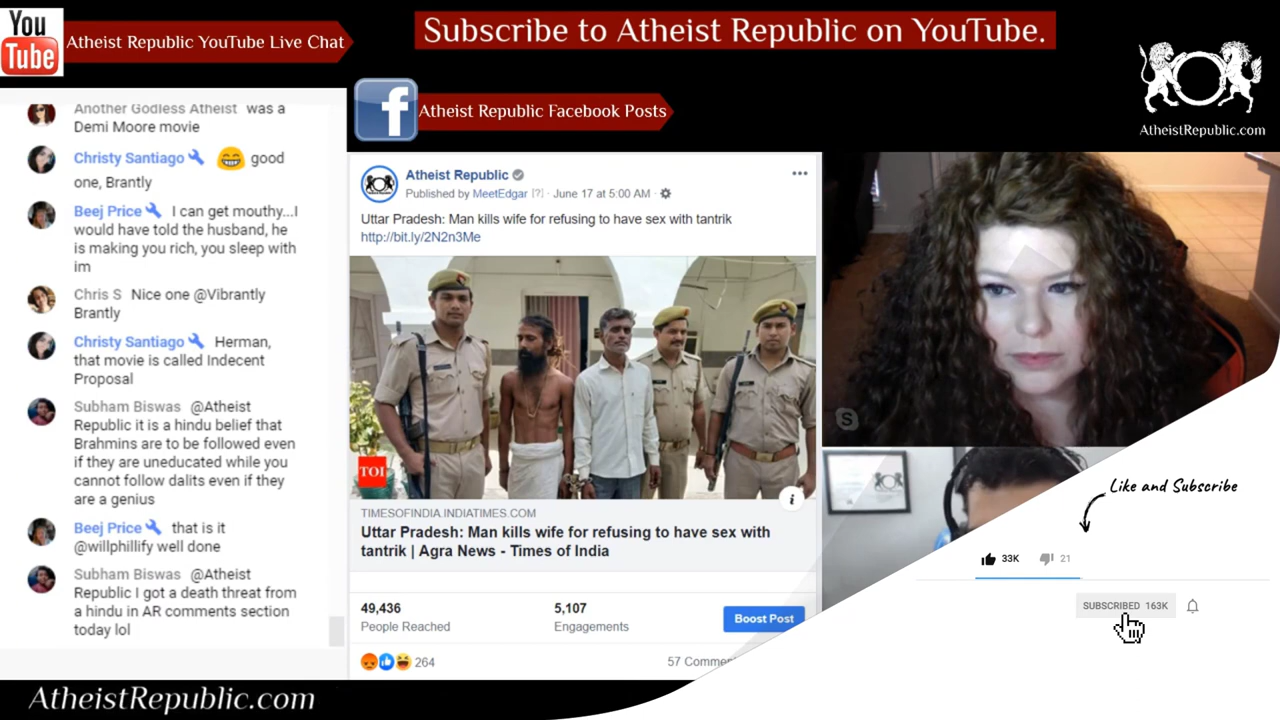 You
Tube
Atheist Republic YouTube Live Chat
Subscribe to Atheist Republic on YouTube.
AtheistRepublic.com
Atheist Republic Facebook Posts
Another Godless Atheist was a
Demi Moore movie
Christy Santiago 😄 good
one, Brantly
Beej Price I can get mouthy...I
would have told the husband, he
is making you rich, you sleep with
im
Chris S Nice one @Vibrantly
Brantly
Christy Santiago Herman,
that movie is called Indecent
Proposal
Subham Biswas @Atheist
Republic it is a hindu belief that
Brahmins are to be followed even
if they are uneducated while you
cannot follow dalits even if they
are a genius
Beej Price that is it
@willphillify well done
Subham Biswas @Atheist
Republic I got a death threat from
a hindu in AR comments section
today lol
Atheist Republic
Published by MeetEdgar [?] · June 17 at 5:00 AM ·
Uttar Pradesh: Man kills wife for refusing to have sex with tantrik
http://bit.ly/2N2n3Me
TOI
TIMESOFINDIA.INDIATIMES.COM
Uttar Pradesh: Man kills wife for refusing to have sex with
tantrik | Agra News - Times of India
49,436
People Reached
5,107
Engagements
Boost Post
264
57 Comme
Like and Subscribe
33K
21
SUBSCRIBED 163K
AtheistRepublic.com